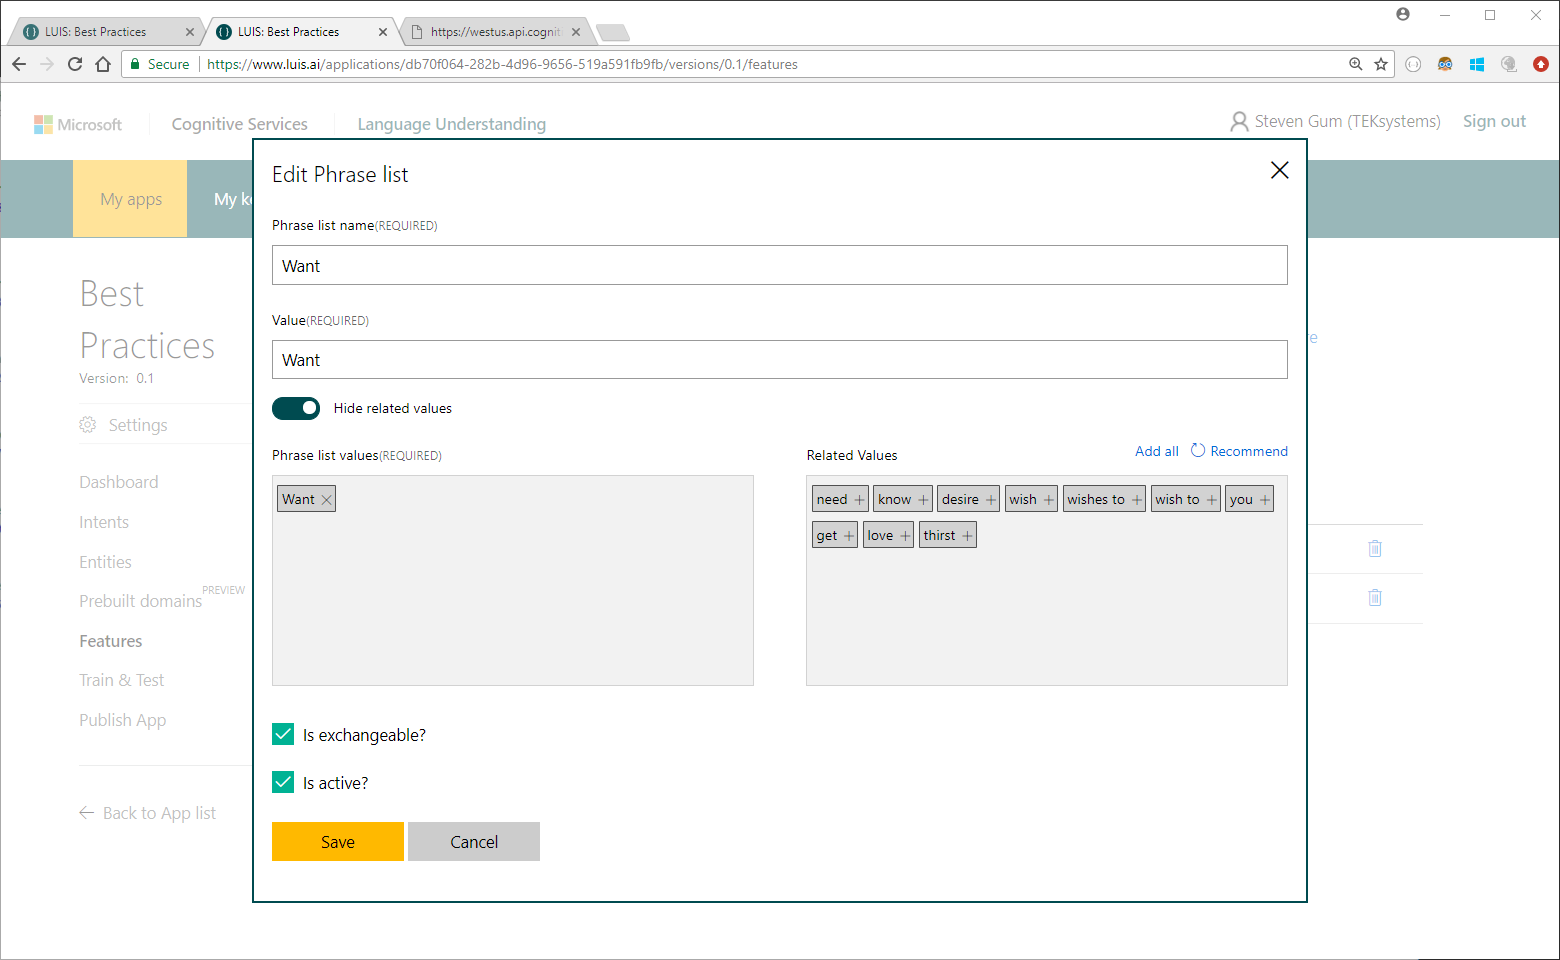 LUIS: Best Practices
LUIS: Best Practices
https://westus.api.cognit
Secure
https://www.luis.ai/applications/db70f064-282b-4d96-9656-519a591fb9fb/versions/0.1/features
Microsoft
Cognitive Services
Language Understanding
Steven Gum (TEKsystems)
Sign out
My apps
My ke
Edit Phrase list
Phrase list name(REQUIRED)
Want
Value(REQUIRED)
Want
Hide related values
Phrase list values(REQUIRED)
Want
Related Values
Add all
Recommend
need + know + desire + wish + wishes to + wish to + you +
get + love + thirst +
Is exchangeable?
Is active?
Save
Cancel
Best
Practices
Version: 0.1
Settings
Dashboard
Intents
Entities
Prebuilt domains PREVIEW
Features
Train & Test
Publish App
Back to App list